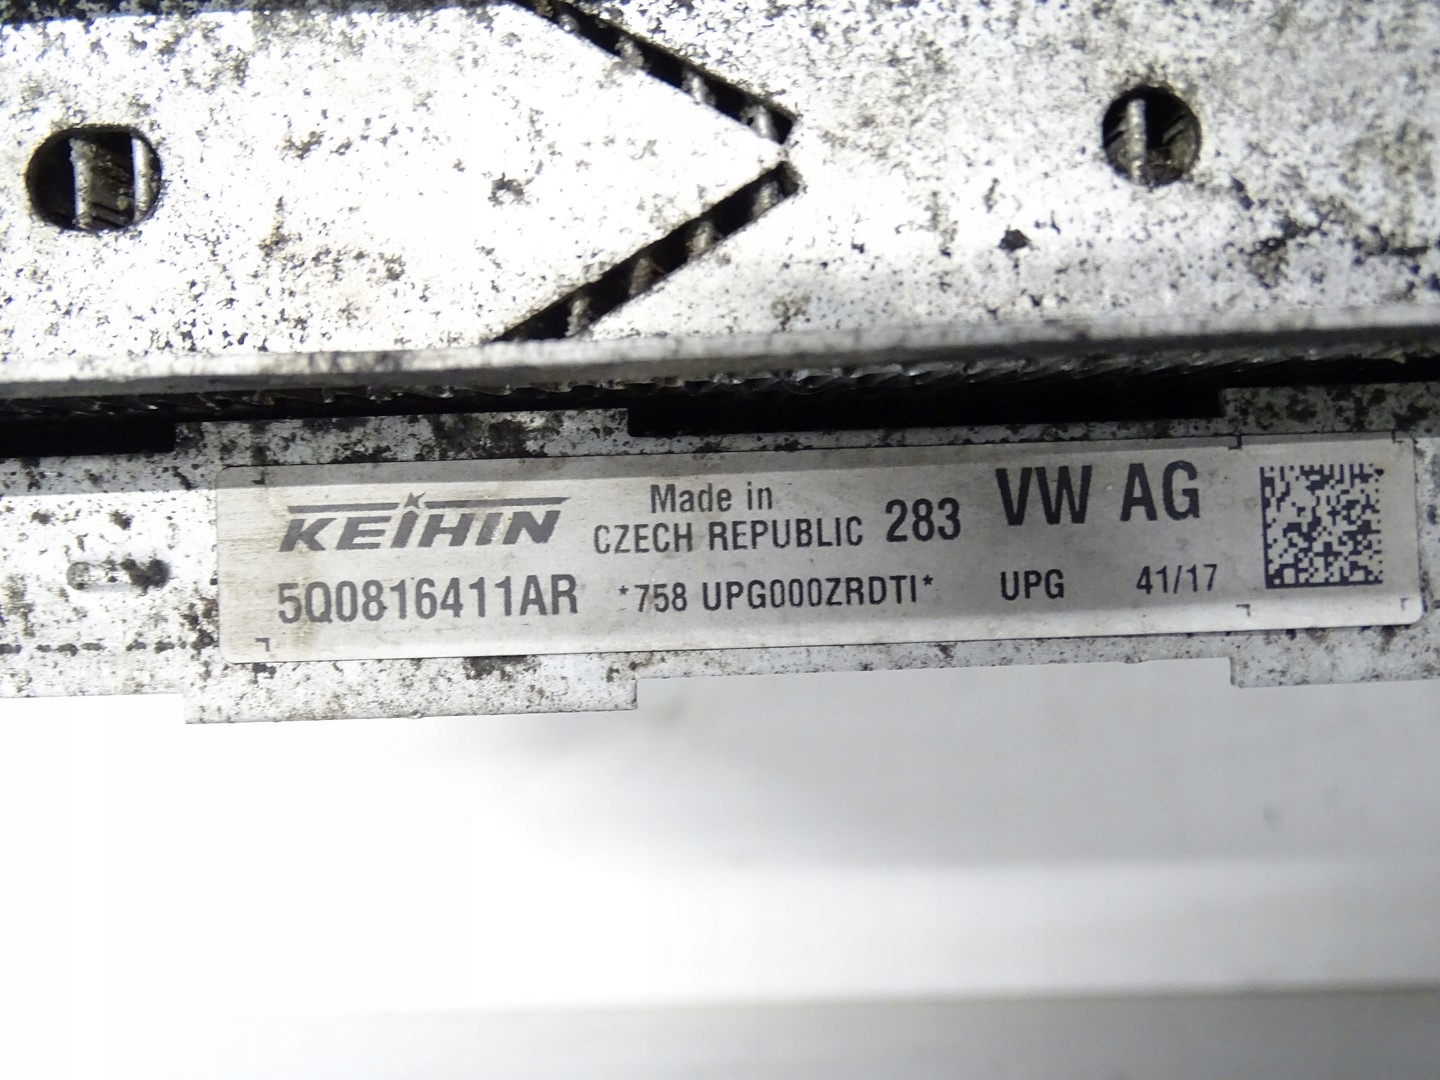 KEIHIN Made in CZECH REPUBLIC 283 VW AG
5Q0816411AR *758 UPG000ZRDTI* UPG 41/17